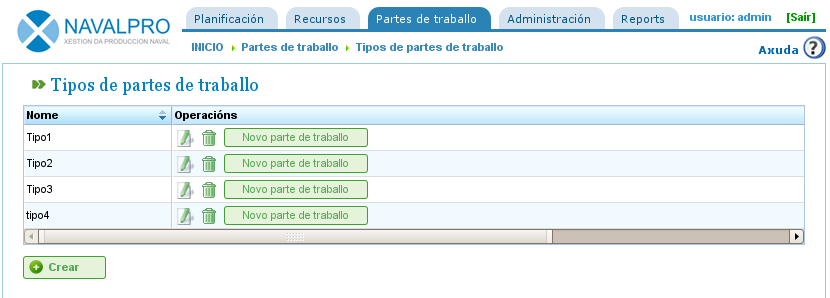 NAVALPRO
XESTION DA PRODUCCION NAVAL
Planificación Recursos Partes de traballo Administración Reports usuario: admin [Saír]
INICIO Partes de traballo Tipos de partes de traballo Axuda ?
Tipos de partes de traballo
Nome Operacións
Tipo1 Novo parte de traballo
Tipo2 Novo parte de traballo
Tipo3 Novo parte de traballo
tipo4 Novo parte de traballo
Crear